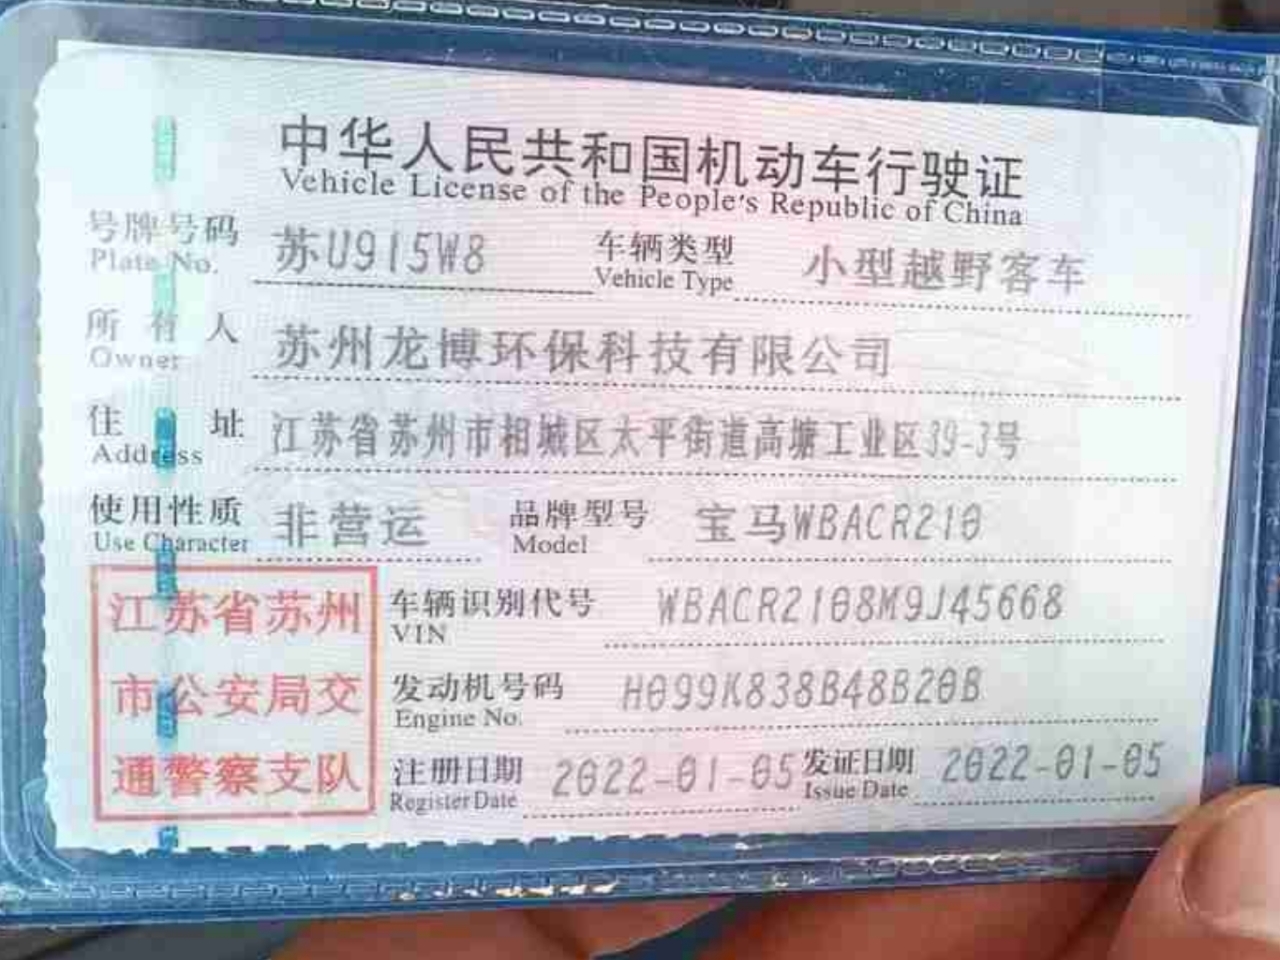 中华人民共和国机动车行驶证
Vehicle License of the People's Republic of China
号牌号码 苏U915W8 车辆类型 小型越野客车
Plate No. Vehicle Type
所有人 苏州龙博环保科技有限公司
Owner
住址 江苏省苏州市相城区太平街道高塘工业区39-3号
Address
使用性质 非营运 品牌型号 宝马WBACR210
Use Character Model
江苏省苏州
市公安局交
通警察支队
车辆识别代号 WBACR2108M9J45668
VIN
发动机号码 H099K838B48B20B
Engine No.
注册日期 2022-01-05 发证日期 2022-01-05
Register Date Issue Date